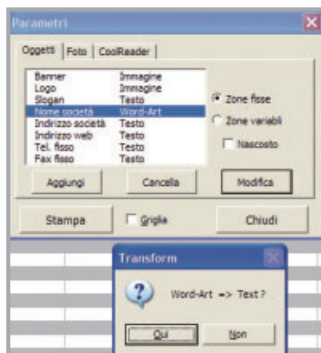 Parametri
Oggetti Foto CoolReader
Banner Immagine
Logo Immagine
Slogan Testo
Nome società Word-Art
Indirizzo società Testo
Indirizzo web Testo
Tel. fisso Testo
Fax fisso Testo
Zone fisse
Zone variabli
Nascosto
Aggiungi Cancella Modifica
Stampa Griglia Chiudi
Transform
Word-Art => Text ?
Oui Non